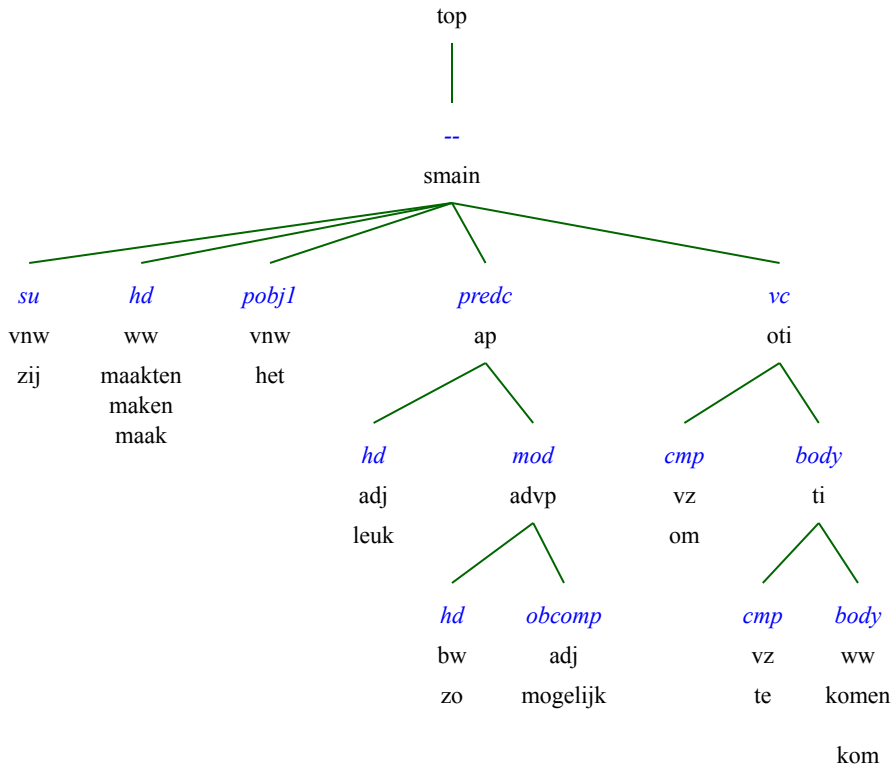 top
--
smain
su hd pobj1 predc vc
vnw ww vnw ap oti
zij maakten het
maken
maak
hd mod cmp body
adj advp vz ti
leuk om
hd obcomp cmp body
bw adj vz ww
zo mogelijk te komen
kom